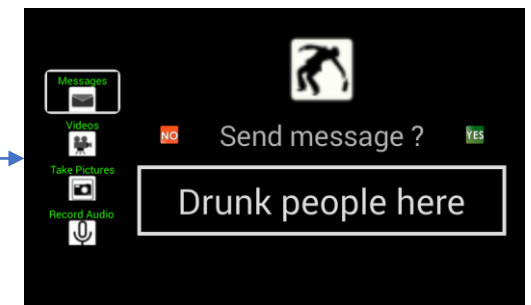 Messages
Videos
Take Pictures
Record Audio
NO
Send message ?
YES
Drunk people here